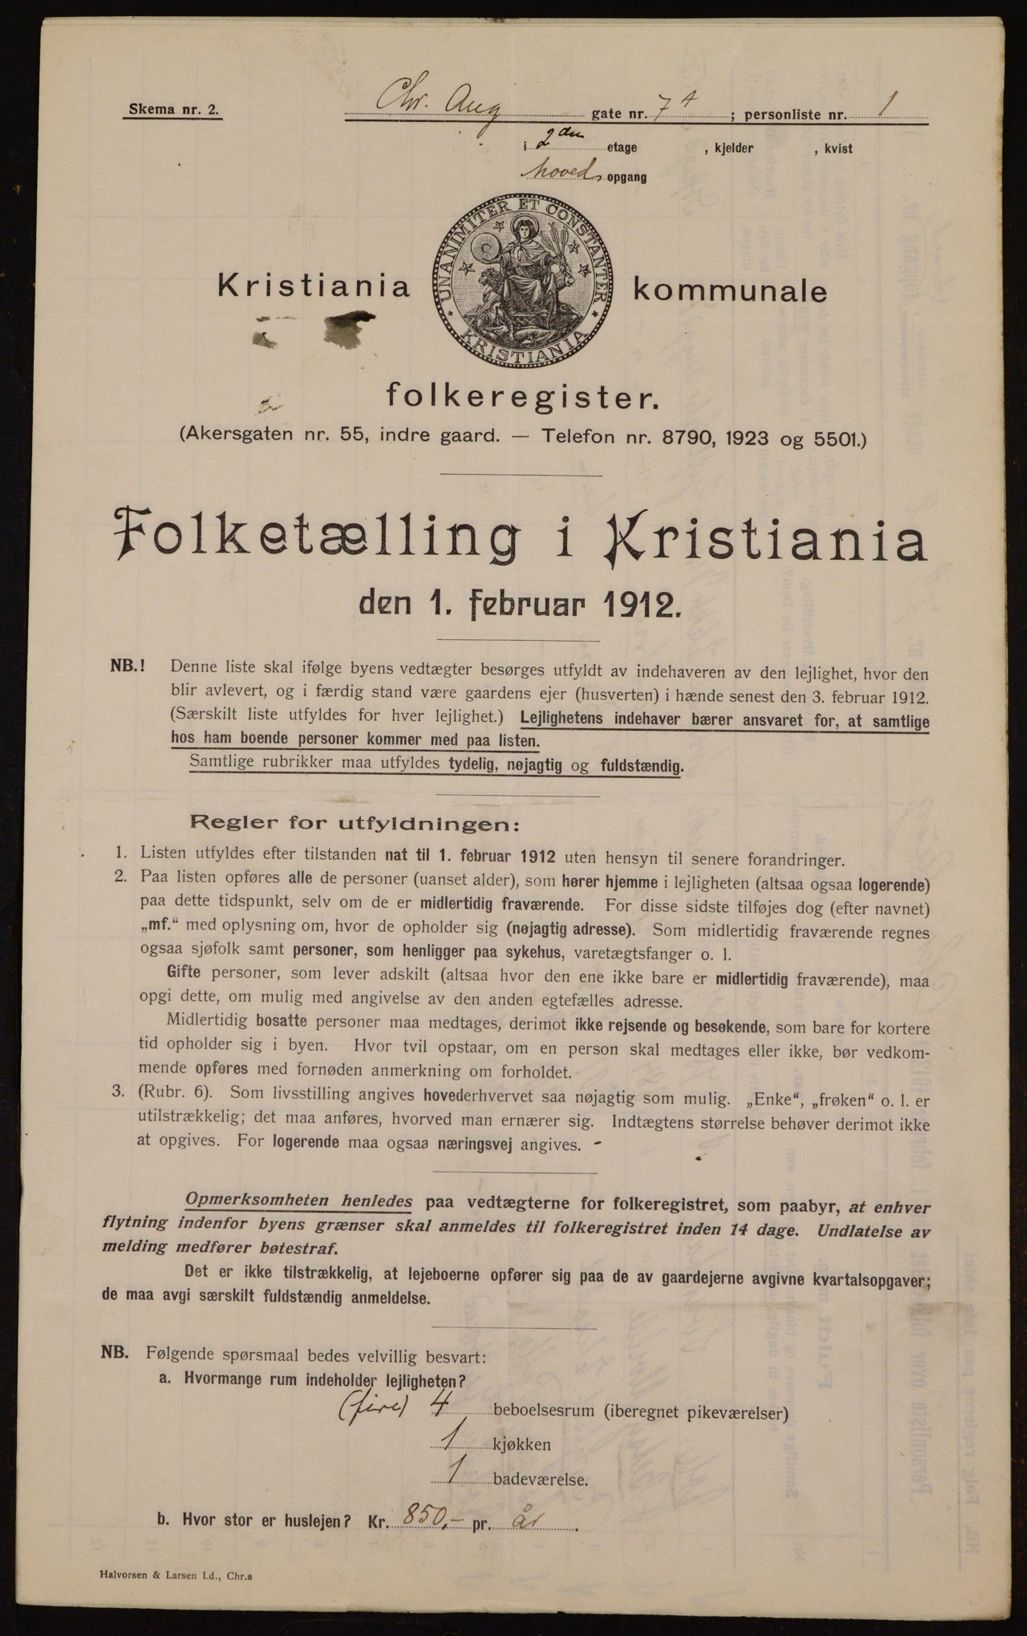 Skema nr. 2.
Chr. Aug gate nr. 7 A ; personliste nr. 1
i 2den etage , kjelder , kvist
hoved opgang
UNANIMITER ET CONSTANTER
KRISTIANIA
Kristiania kommunale
folkeregister.
(Akersgaten nr. 55, indre gaard. — Telefon nr. 8790, 1923 og 5501.)
Folketælling i Kristiania
den 1. februar 1912.
NB.! Denne liste skal ifølge byens vedtægter besørges utfyldt av indehaveren av den lejlighet, hvor den
blir avlevert, og i færdig stand være gaardens ejer (husverten) i hænde senest den 3. februar 1912.
(Særskilt liste utfyldes for hver lejlighet.) Lejlighetens indehaver bærer ansvaret for, at samtlige
hos ham boende personer kommer med paa listen.
Samtlige rubrikker maa utfyldes tydelig, nøjagtig og fuldstændig.
Regler for utfyldningen:
1. Listen utfyldes efter tilstanden nat til 1. februar 1912 uten hensyn til senere forandringer.
2. Paa listen opføres alle de personer (uanset alder), som hører hjemme i lejligheten (altsaa ogsaa logerende)
paa dette tidspunkt, selv om de er midlertidig fraværende. For disse sidste tilføjes dog (efter navnet)
„mf.“ med oplysning om, hvor de opholder sig (nøjagtig adresse). Som midlertidig fraværende regnes
ogsaa sjøfolk samt personer, som henligger paa sykehus, varetægtsfanger o. l.
Gifte personer, som lever adskilt (altsaa hvor den ene ikke bare er midlertidig fraværende), maa
opgi dette, om mulig med angivelse av den anden egtefælles adresse.
Midlertidig bosatte personer maa medtages, derimot ikke rejsende og besøkende, som bare for kortere
tid opholder sig i byen. Hvor tvil opstaar, om en person skal medtages eller ikke, bør vedkom-
mende opføres med fornøden anmerkning om forholdet.
3. (Rubr. 6). Som livsstilling angives hovederhvervet saa nøjagtig som mulig. „Enke“, „frøken“ o. l. er
utilstrækkelig; det maa anføres, hvorved man ernærer sig. Indtægtens størrelse behøver derimot ikke
at opgives. For logerende maa ogsaa næringsvej angives.
Opmerksomheten henledes paa vedtægterne for folkeregistret, som paabyr, at enhver
flytning indenfor byens grænser skal anmeldes til folkeregistret inden 14 dage. Undlatelse av
melding medfører bøtestraf.
Det er ikke tilstrækkelig, at lejeboerne opfører sig paa de av gaardejerne avgivne kvartalsopgaver;
de maa avgi særskilt fuldstændig anmeldelse.
NB. Følgende spørsmaal bedes velvillig besvart:
a. Hvormange rum indeholder lejligheten?
(fire) 4 beboelsesrum (iberegnet pikeværelser)
1 kjøkken
1 badeværelse.
b. Hvor stor er huslejen? Kr. 850,- pr. år .
Halvorsen & Larsen Ld., Chr.a